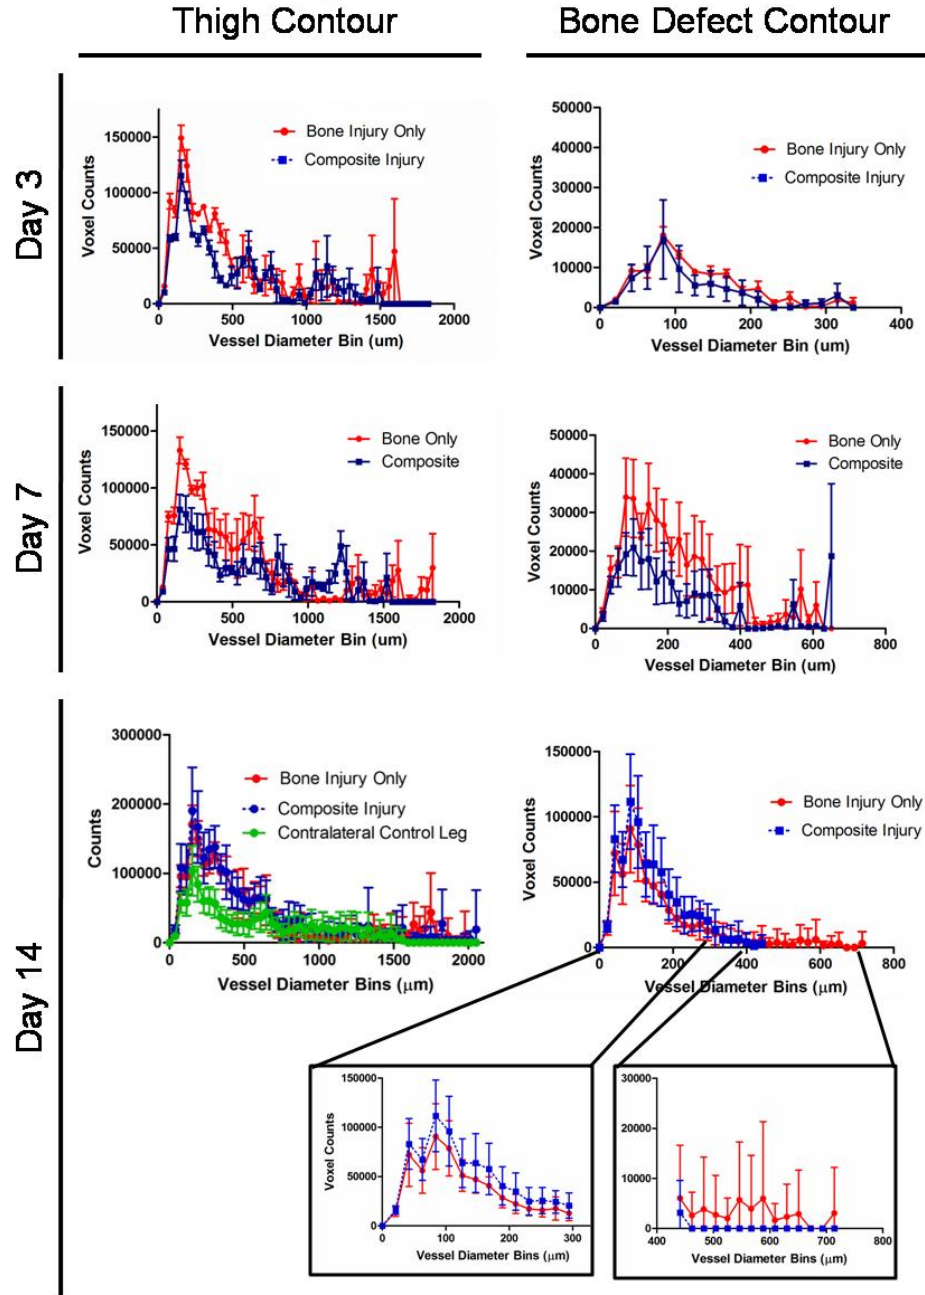 Thigh Contour
Bone Defect Contour
Day 3
150000
100000
50000
0
Voxel Counts
Bone Injury Only
Composite Injury
0 500 1000 1500 2000
Vessel Diameter Bin (um)
50000
40000
30000
20000
10000
0
Voxel Counts
Bone Injury Only
Composite Injury
0 100 200 300 400
Vessel Diameter Bin (um)
Day 7
150000
100000
50000
0
Voxel Counts
Bone Only
Composite
0 500 1000 1500 2000
Vessel Diameter Bin (um)
50000
40000
30000
20000
10000
0
Voxel Counts
Bone Only
Composite
0 200 400 600 800
Vessel Diameter Bin (um)
Day 14
300000
200000
100000
0
Counts
Bone Injury Only
Composite Injury
Contralateral Control Leg
0 500 1000 1500 2000
Vessel Diameter Bins (μm)
150000
100000
50000
0
Voxel Counts
Bone Injury Only
Composite Injury
0 200 400 600 800
Vessel Diameter Bins (μm)
150000
100000
50000
0
Voxel Counts
0 100 200 300
Vessel Diameter Bins (μm)
30000
20000
10000
0
Voxel Counts
400 500 600 700 800
Vessel Diameter Bins (μm)